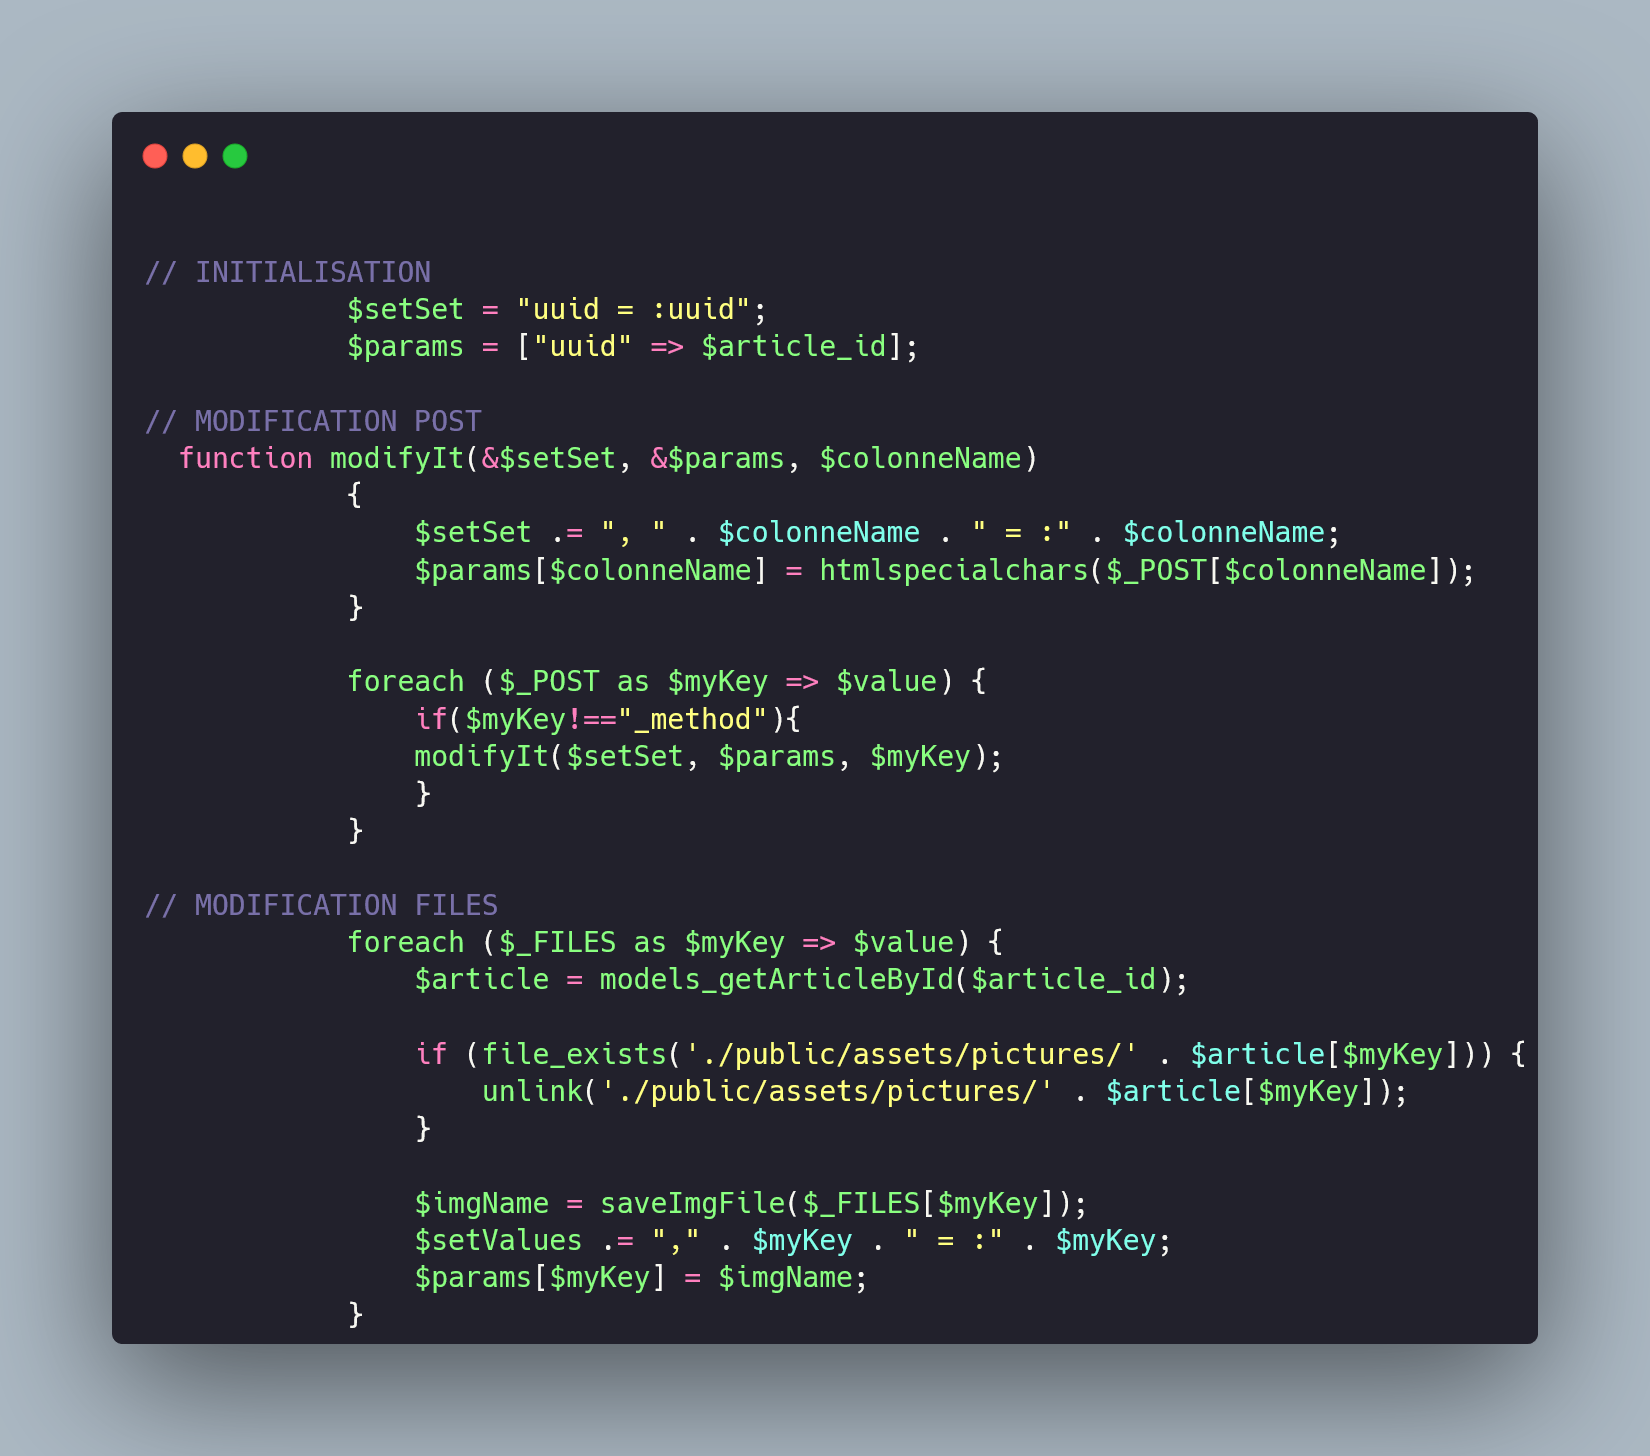 // INITIALISATION
$setSet = "uuid = :uuid";
$params = ["uuid" => $article_id];
// MODIFICATION POST
function modifyIt(&$setSet, &$params, $colonneName)
{
$setSet .= ", " . $colonneName . " = :" . $colonneName;
$params[$colonneName] = htmlspecialchars($_POST[$colonneName]);
}
foreach ($_POST as $myKey => $value) {
if($myKey!=="_method"){
modifyIt($setSet, $params, $myKey);
}
}
// MODIFICATION FILES
foreach ($_FILES as $myKey => $value) {
$article = models_getArticleById($article_id);
if (file_exists('./public/assets/pictures/' . $article[$myKey])) {
unlink('./public/assets/pictures/' . $article[$myKey]);
}
$imgName = saveImgFile($_FILES[$myKey]);
$setValues .= "," . $myKey . " = :" . $myKey;
$params[$myKey] = $imgName;
}